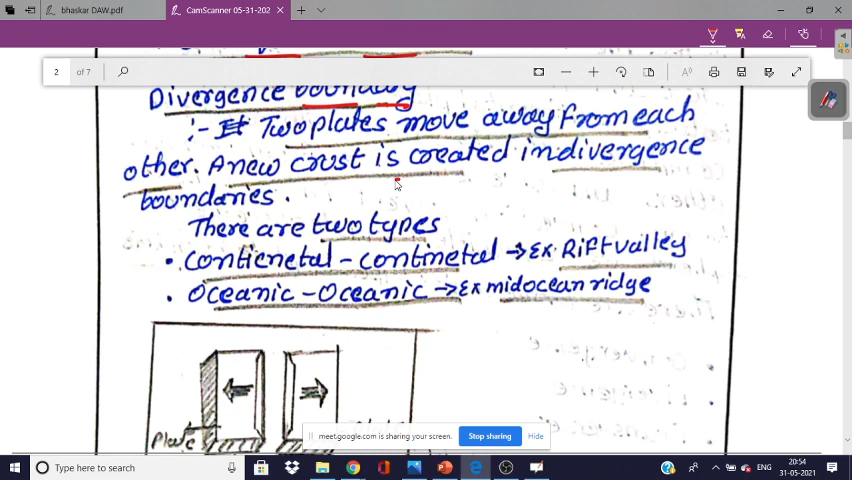 bhaskar DAW.pdf
CamScanner 05-31-202
2 of 7
Divergence boundary
:- It Two plates move away from each
other. A new crust is created in divergence
boundaries.
There are two types
• Contienetal - continetal → Ex. Rift valley
• Oceanic - Oceanic → Ex midocean ridge
Plate
meet.google.com is sharing your screen.
Stop sharing
Hide
Type here to search
ENG
20:54
31-05-2021